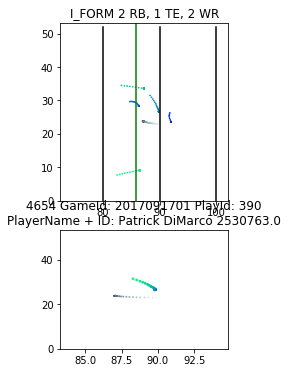 I_FORM 2 RB, 1 TE, 2 WR
50
40
30
20
10
0
80 90 100
4654 GameId: 2017091701 PlayId: 390
PlayerName + ID: Patrick DiMarco 2530763.0
40
20
0
85.0 87.5 90.0 92.5